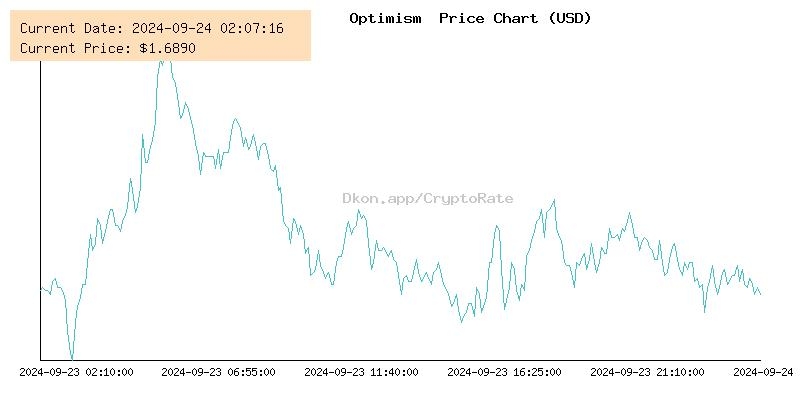 Optimism Price Chart (USD)
Current Date: 2024-09-24 02:07:16
Current Price: $1.6890
Dkon.app/CryptoRate
2024-09-23 02:10:00 2024-09-23 06:55:00 2024-09-23 11:40:00 2024-09-23 16:25:00 2024-09-23 21:10:00 2024-09-24